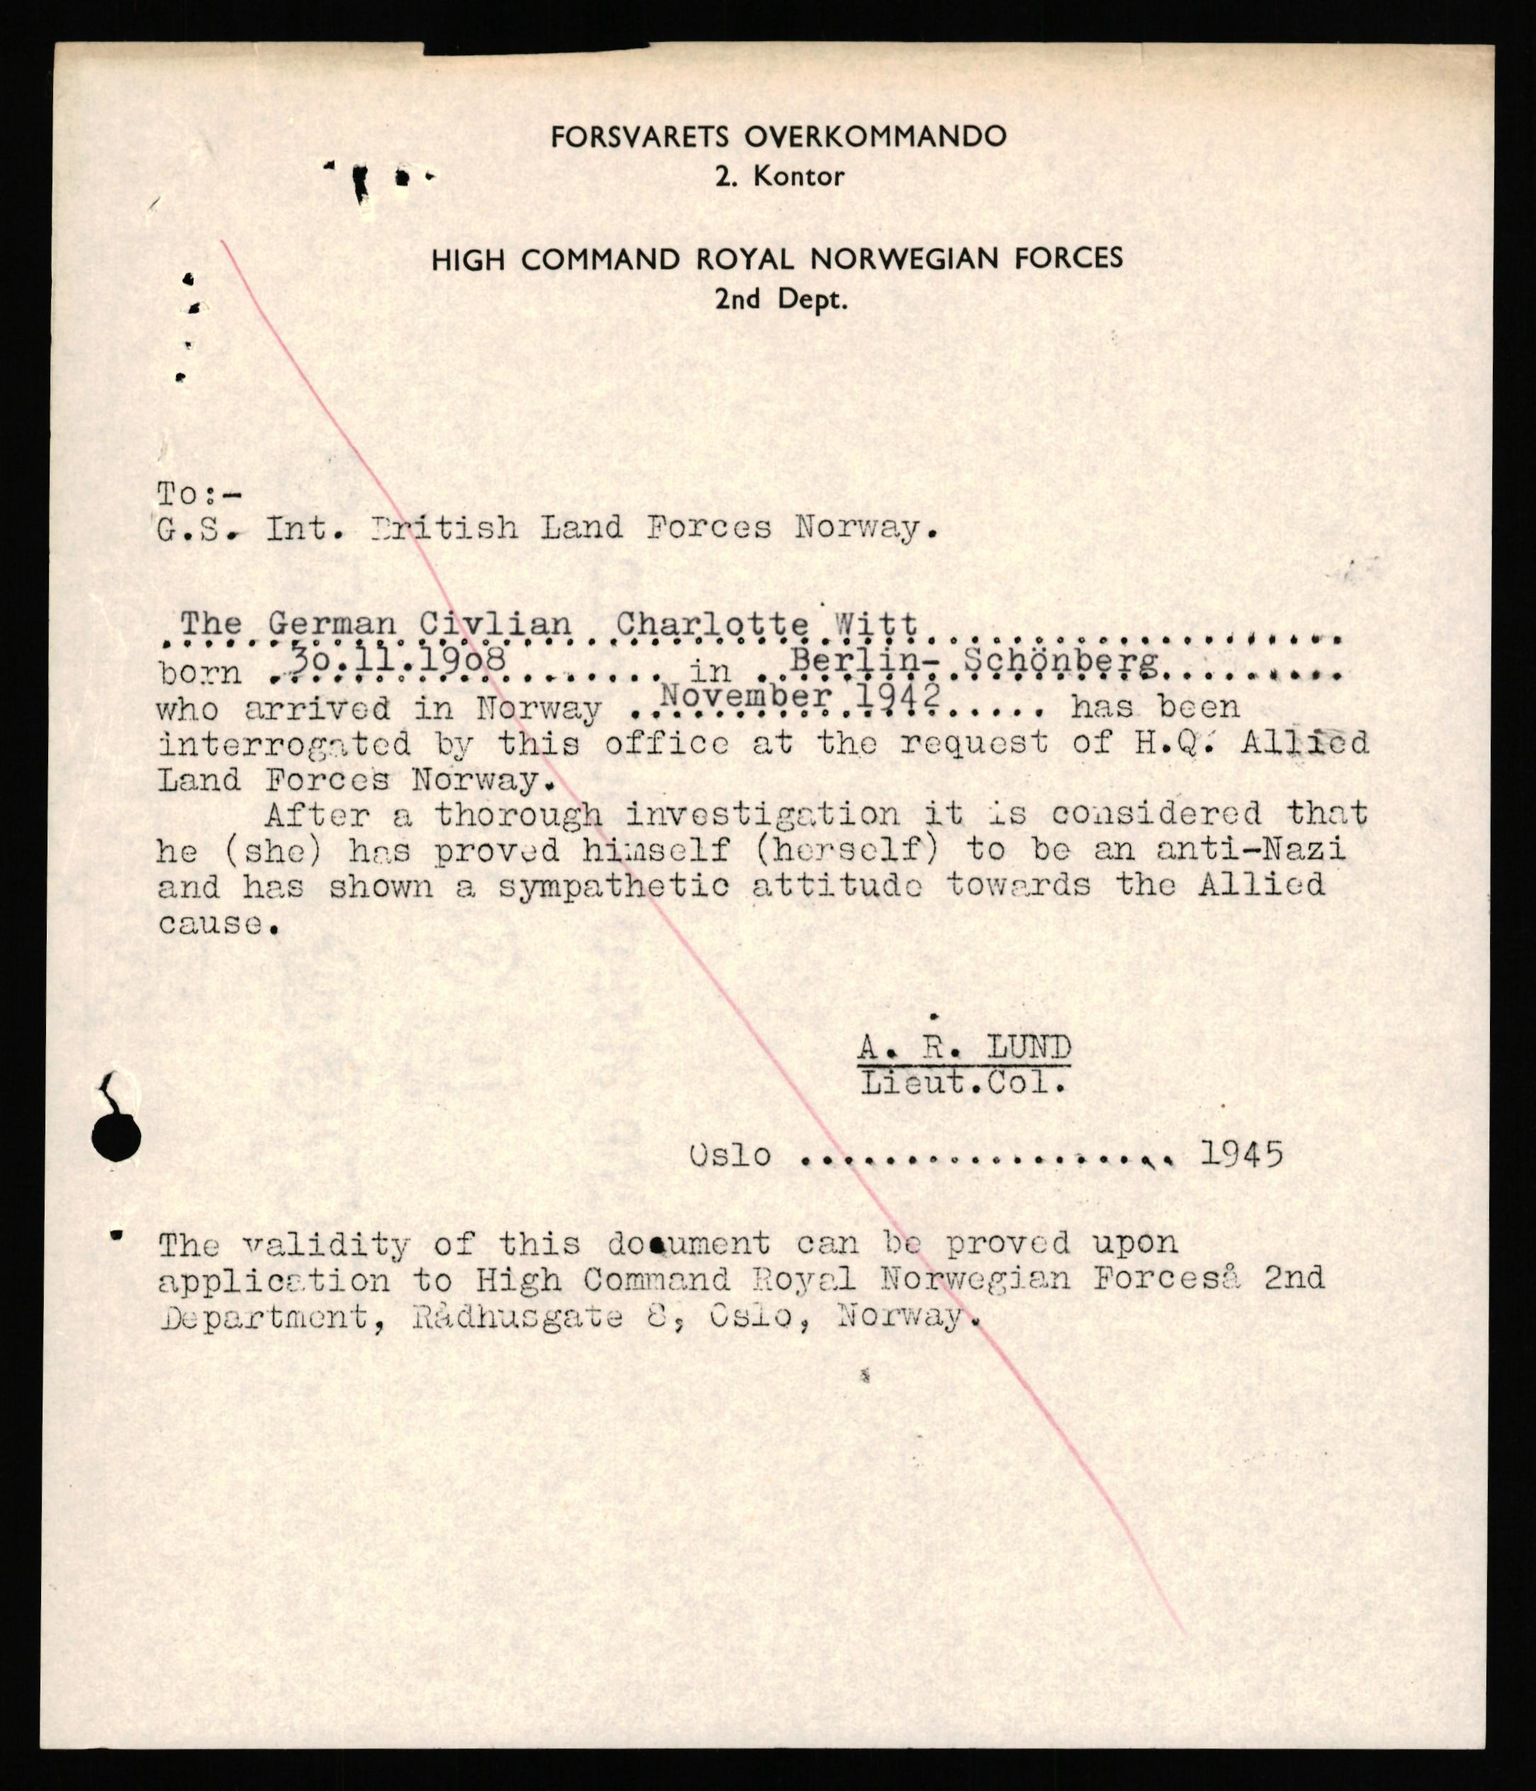 FORSVARETS OVERKOMMANDO
2. Kontor
HIGH COMMAND ROYAL NORWEGIAN FORCES
2nd Dept.
To:-
G.S. Int. British Land Forces Norway.
The German Civlian Charlotte Witt
born 30.11.1908 in Berlin- Schönberg
who arrived in Norway November 1942 has been
interrogated by this office at the request of H.Q. Allied
Land Forces Norway.
After a thorough investigation it is considered that
he (she) has proved himself (herself) to be an anti-Nazi
and has shown a sympathetic attitude towards the Allied
cause.
A. R. LUND
Lieut.Col.
Oslo .................. 1945
The validity of this document can be proved upon
application to High Command Royal Norwegian Forceså 2nd
Department, Rådhusgate 8, Oslo, Norway.